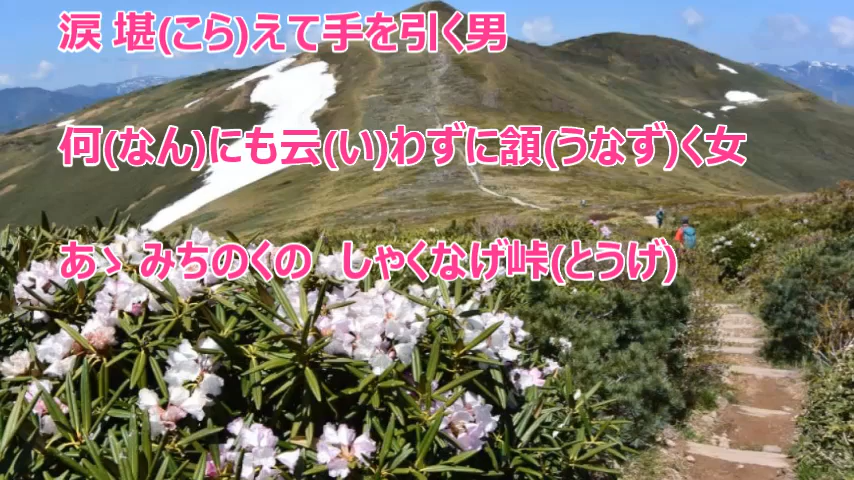 涙 堪(こら)えて手を引く男
何(なん)にも云(い)わずに頷(うなず)く女
あゝ みちのくの　しゃくなげ峠(とうげ)